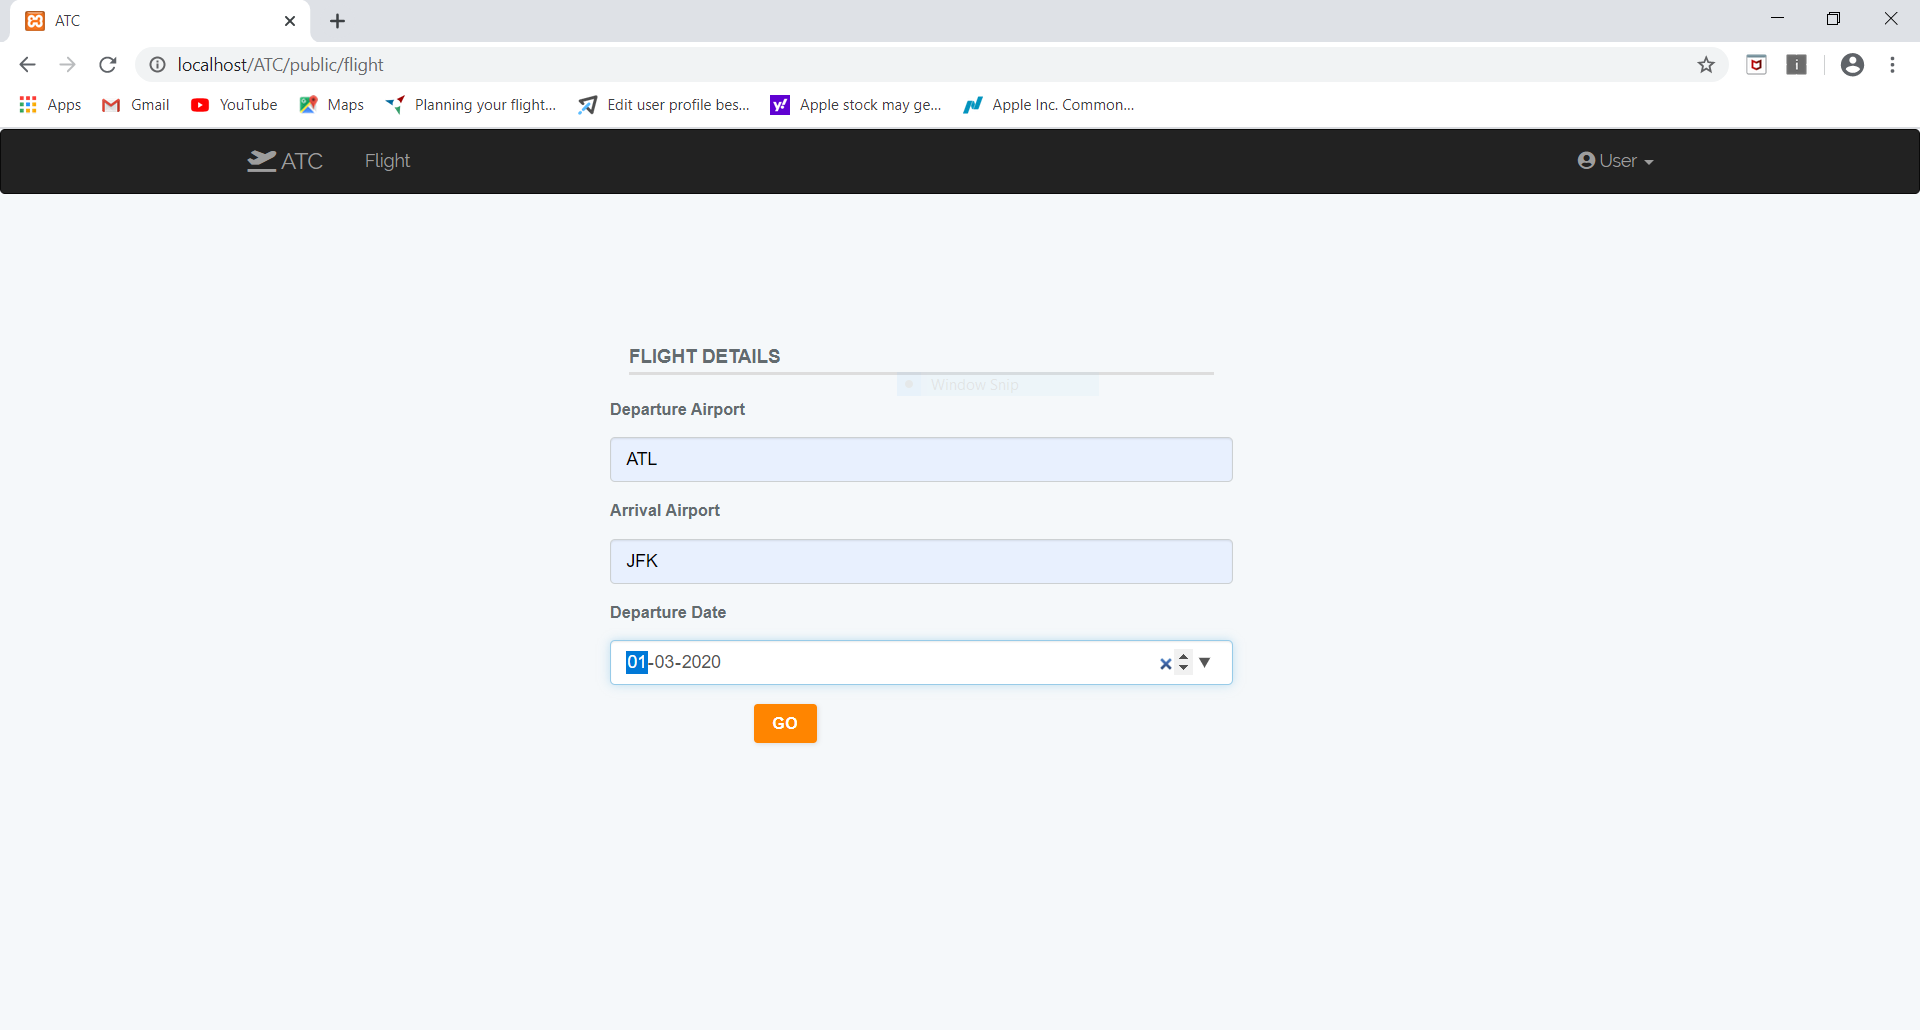 ATC
localhost/ATC/public/flight
Apps Gmail YouTube Maps Planning your flight... Edit user profile bes... Apple stock may ge... Apple Inc. Common...
ATC Flight User
FLIGHT DETAILS
Window Snip
Departure Airport
ATL
Arrival Airport
JFK
Departure Date
01-03-2020
GO